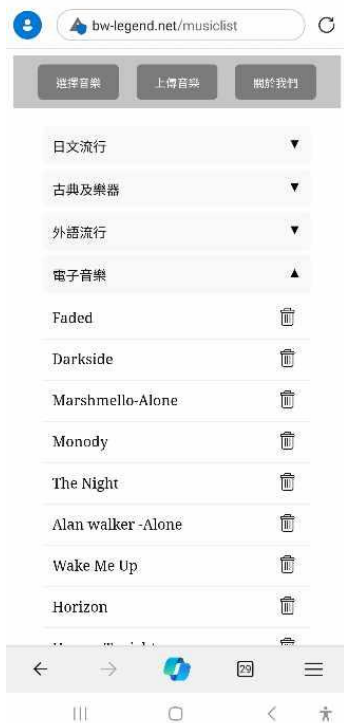 bw-legend.net/musiclist
選擇音樂 上傳音樂 關於我們
日文流行 ▼
古典及樂器 ▼
外語流行 ▼
電子音樂 ▲
Faded
Darkside
Marshmello-Alone
Monody
The Night
Alan walker -Alone
Wake Me Up
Horizon
29